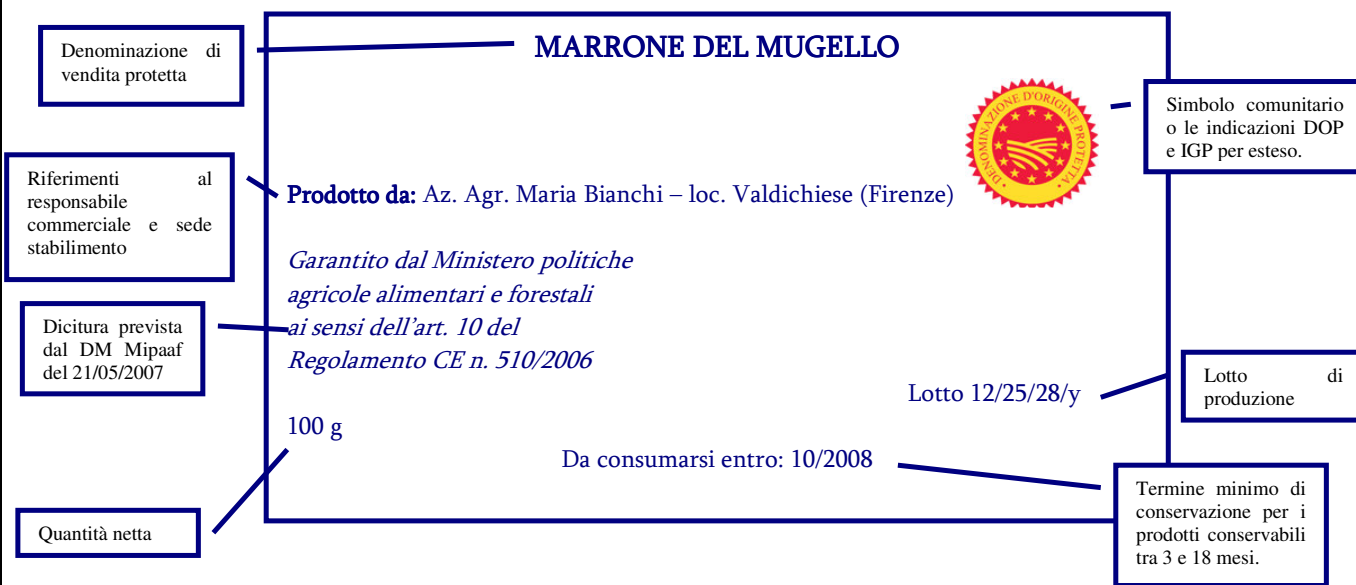 Denominazione di
vendita protetta
MARRONE DEL MUGELLO
DENOMINAZIONE D'ORIGINE PROTETTA
Simbolo comunitario
o le indicazioni DOP
e IGP per esteso.
Riferimenti al
responsabile
commerciale e sede
stabilimento
Prodotto da: Az. Agr. Maria Bianchi – loc. Valdichiese (Firenze)
Garantito dal Ministero politiche
agricole alimentari e forestali
ai sensi dell'art. 10 del
Regolamento CE n. 510/2006
Dicitura prevista
dal DM Mipaaf
del 21/05/2007
Lotto 12/25/28/y
Lotto di
produzione
100 g
Da consumarsi entro: 10/2008
Quantità netta
Termine minimo di
conservazione per i
prodotti conservabili
tra 3 e 18 mesi.